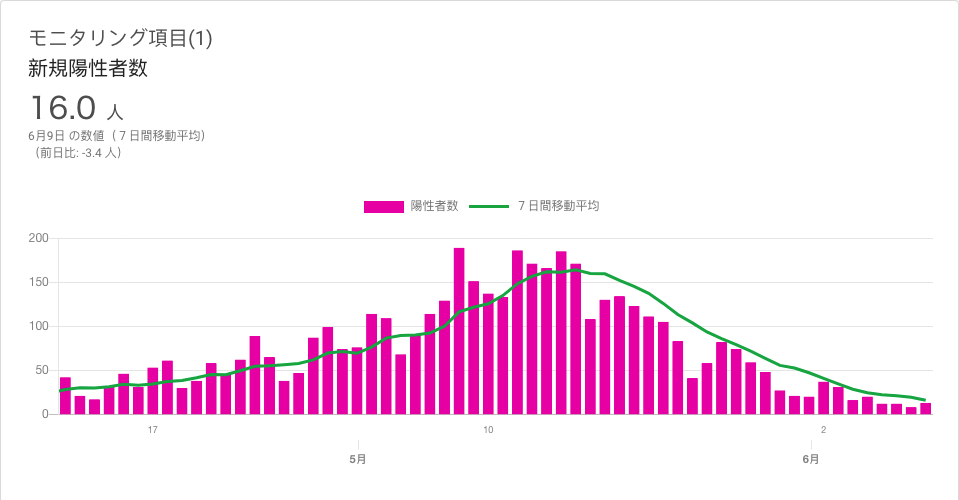 モニタリング項目(1)
新規陽性者数
16.0 人
6月9日 の数値（７日間移動平均）
（前日比: -3.4 人）
陽性者数 ７日間移動平均
200
150
100
50
0
17 10 2
5月 6月